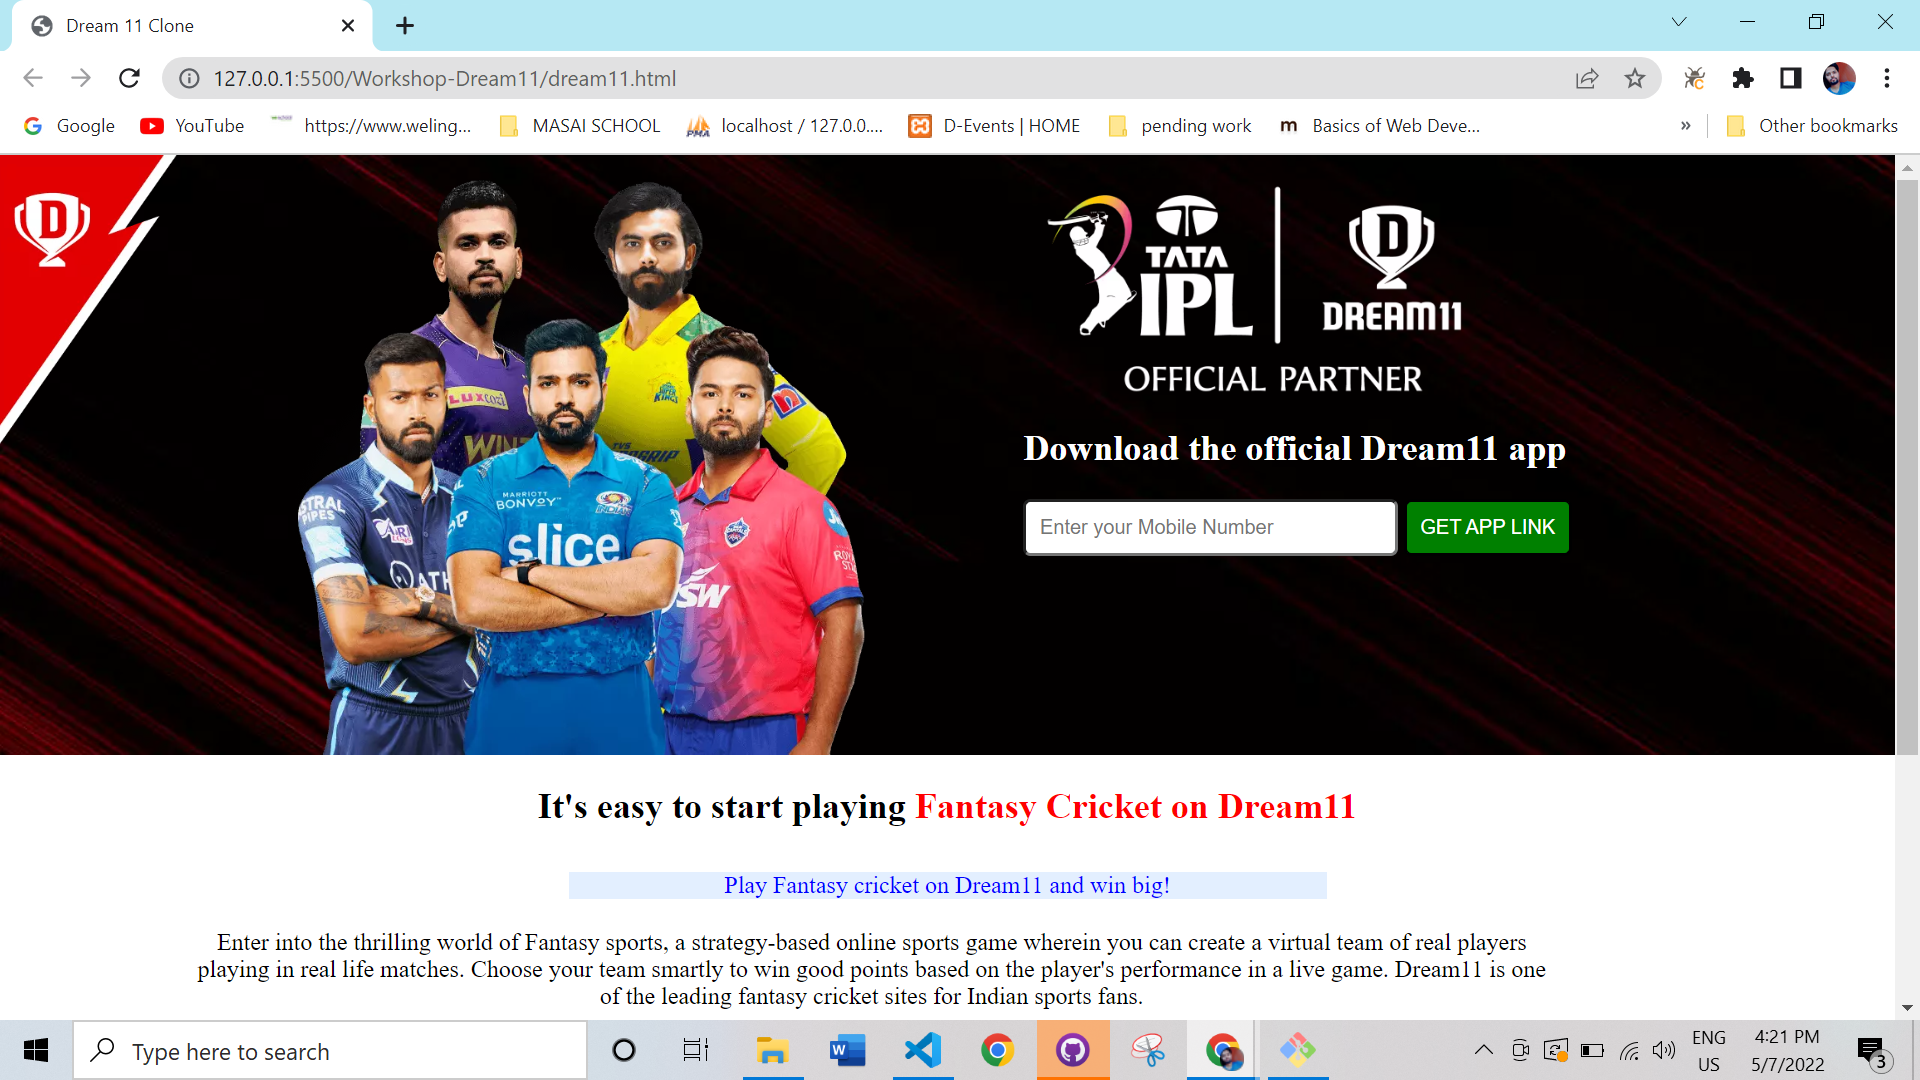 Dream 11 Clone
127.0.0.1:5500/Workshop-Dream11/dream11.html
Google
YouTube
https://www.weling...
MASAI SCHOOL
PMA
localhost / 127.0.0....
D-Events | HOME
pending work
m
Basics of Web Deve...
»
Other bookmarks
D
TATA
IPL
D
DREAM11
OFFICIAL PARTNER
LUX cozi
KINGS
Download the official Dream11 app
MARRIOTT
BONVOY
slice
Enter your Mobile Number
GET APP LINK
It's easy to start playing Fantasy Cricket on Dream11
Play Fantasy cricket on Dream11 and win big!
Enter into the thrilling world of Fantasy sports, a strategy-based online sports game wherein you can create a virtual team of real players
playing in real life matches. Choose your team smartly to win good points based on the player's performance in a live game. Dream11 is one
of the leading fantasy cricket sites for Indian sports fans.
Type here to search
ENG
US
4:21 PM
5/7/2022
3